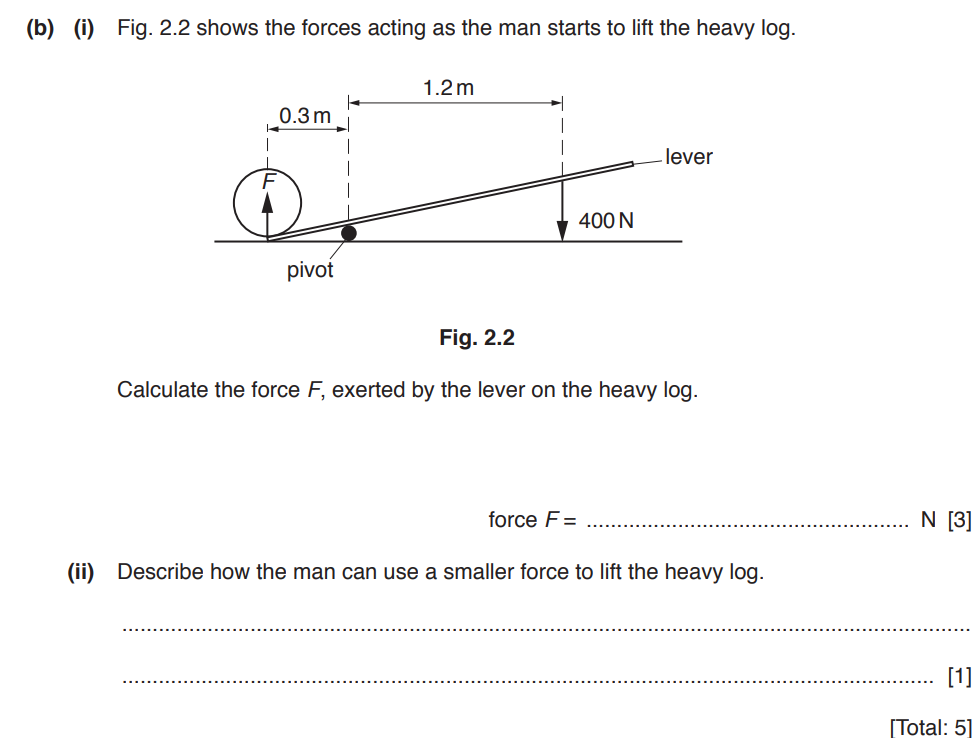 (b) (i) Fig. 2.2 shows the forces acting as the man starts to lift the heavy log.
1.2 m
0.3 m
lever
F
400 N
pivot
Fig. 2.2
Calculate the force F, exerted by the lever on the heavy log.
force F = ...................................................... N [3]
(ii) Describe how the man can use a smaller force to lift the heavy log.
..............................................................................................................................................
....................................................................................................................................... [1]
[Total: 5]